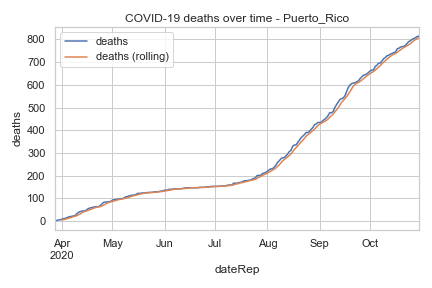 COVID-19 deaths over time - Puerto_Rico
deaths
deaths (rolling)
800
700
600
500
400
300
200
100
0
deaths
Apr May Jun Jul Aug Sep Oct
2020
dateRep